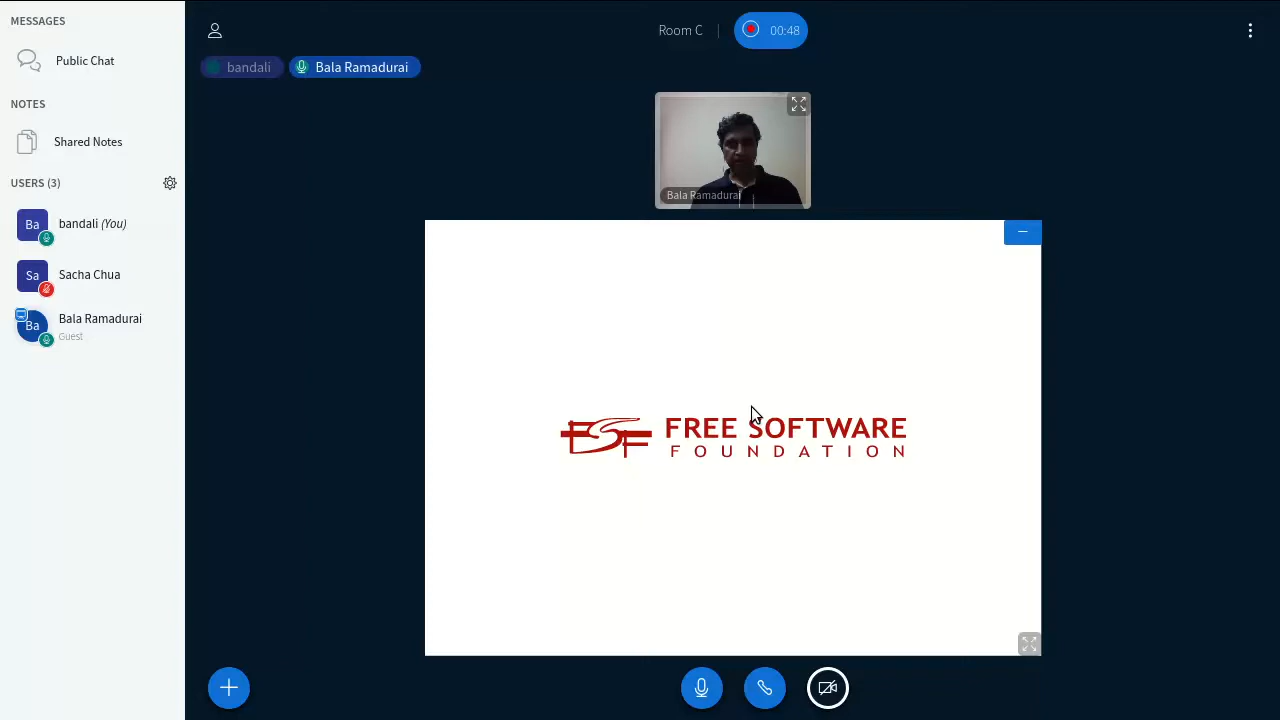 MESSAGES
Public Chat
NOTES
Shared Notes
USERS (3)
Ba
bandali (You)
Sa
Sacha Chua
Ba
Bala Ramadurai
Guest
Room C
00:48
bandali
Bala Ramadurai
Bala Ramadurai
FREE SOFTWARE
FOUNDATION